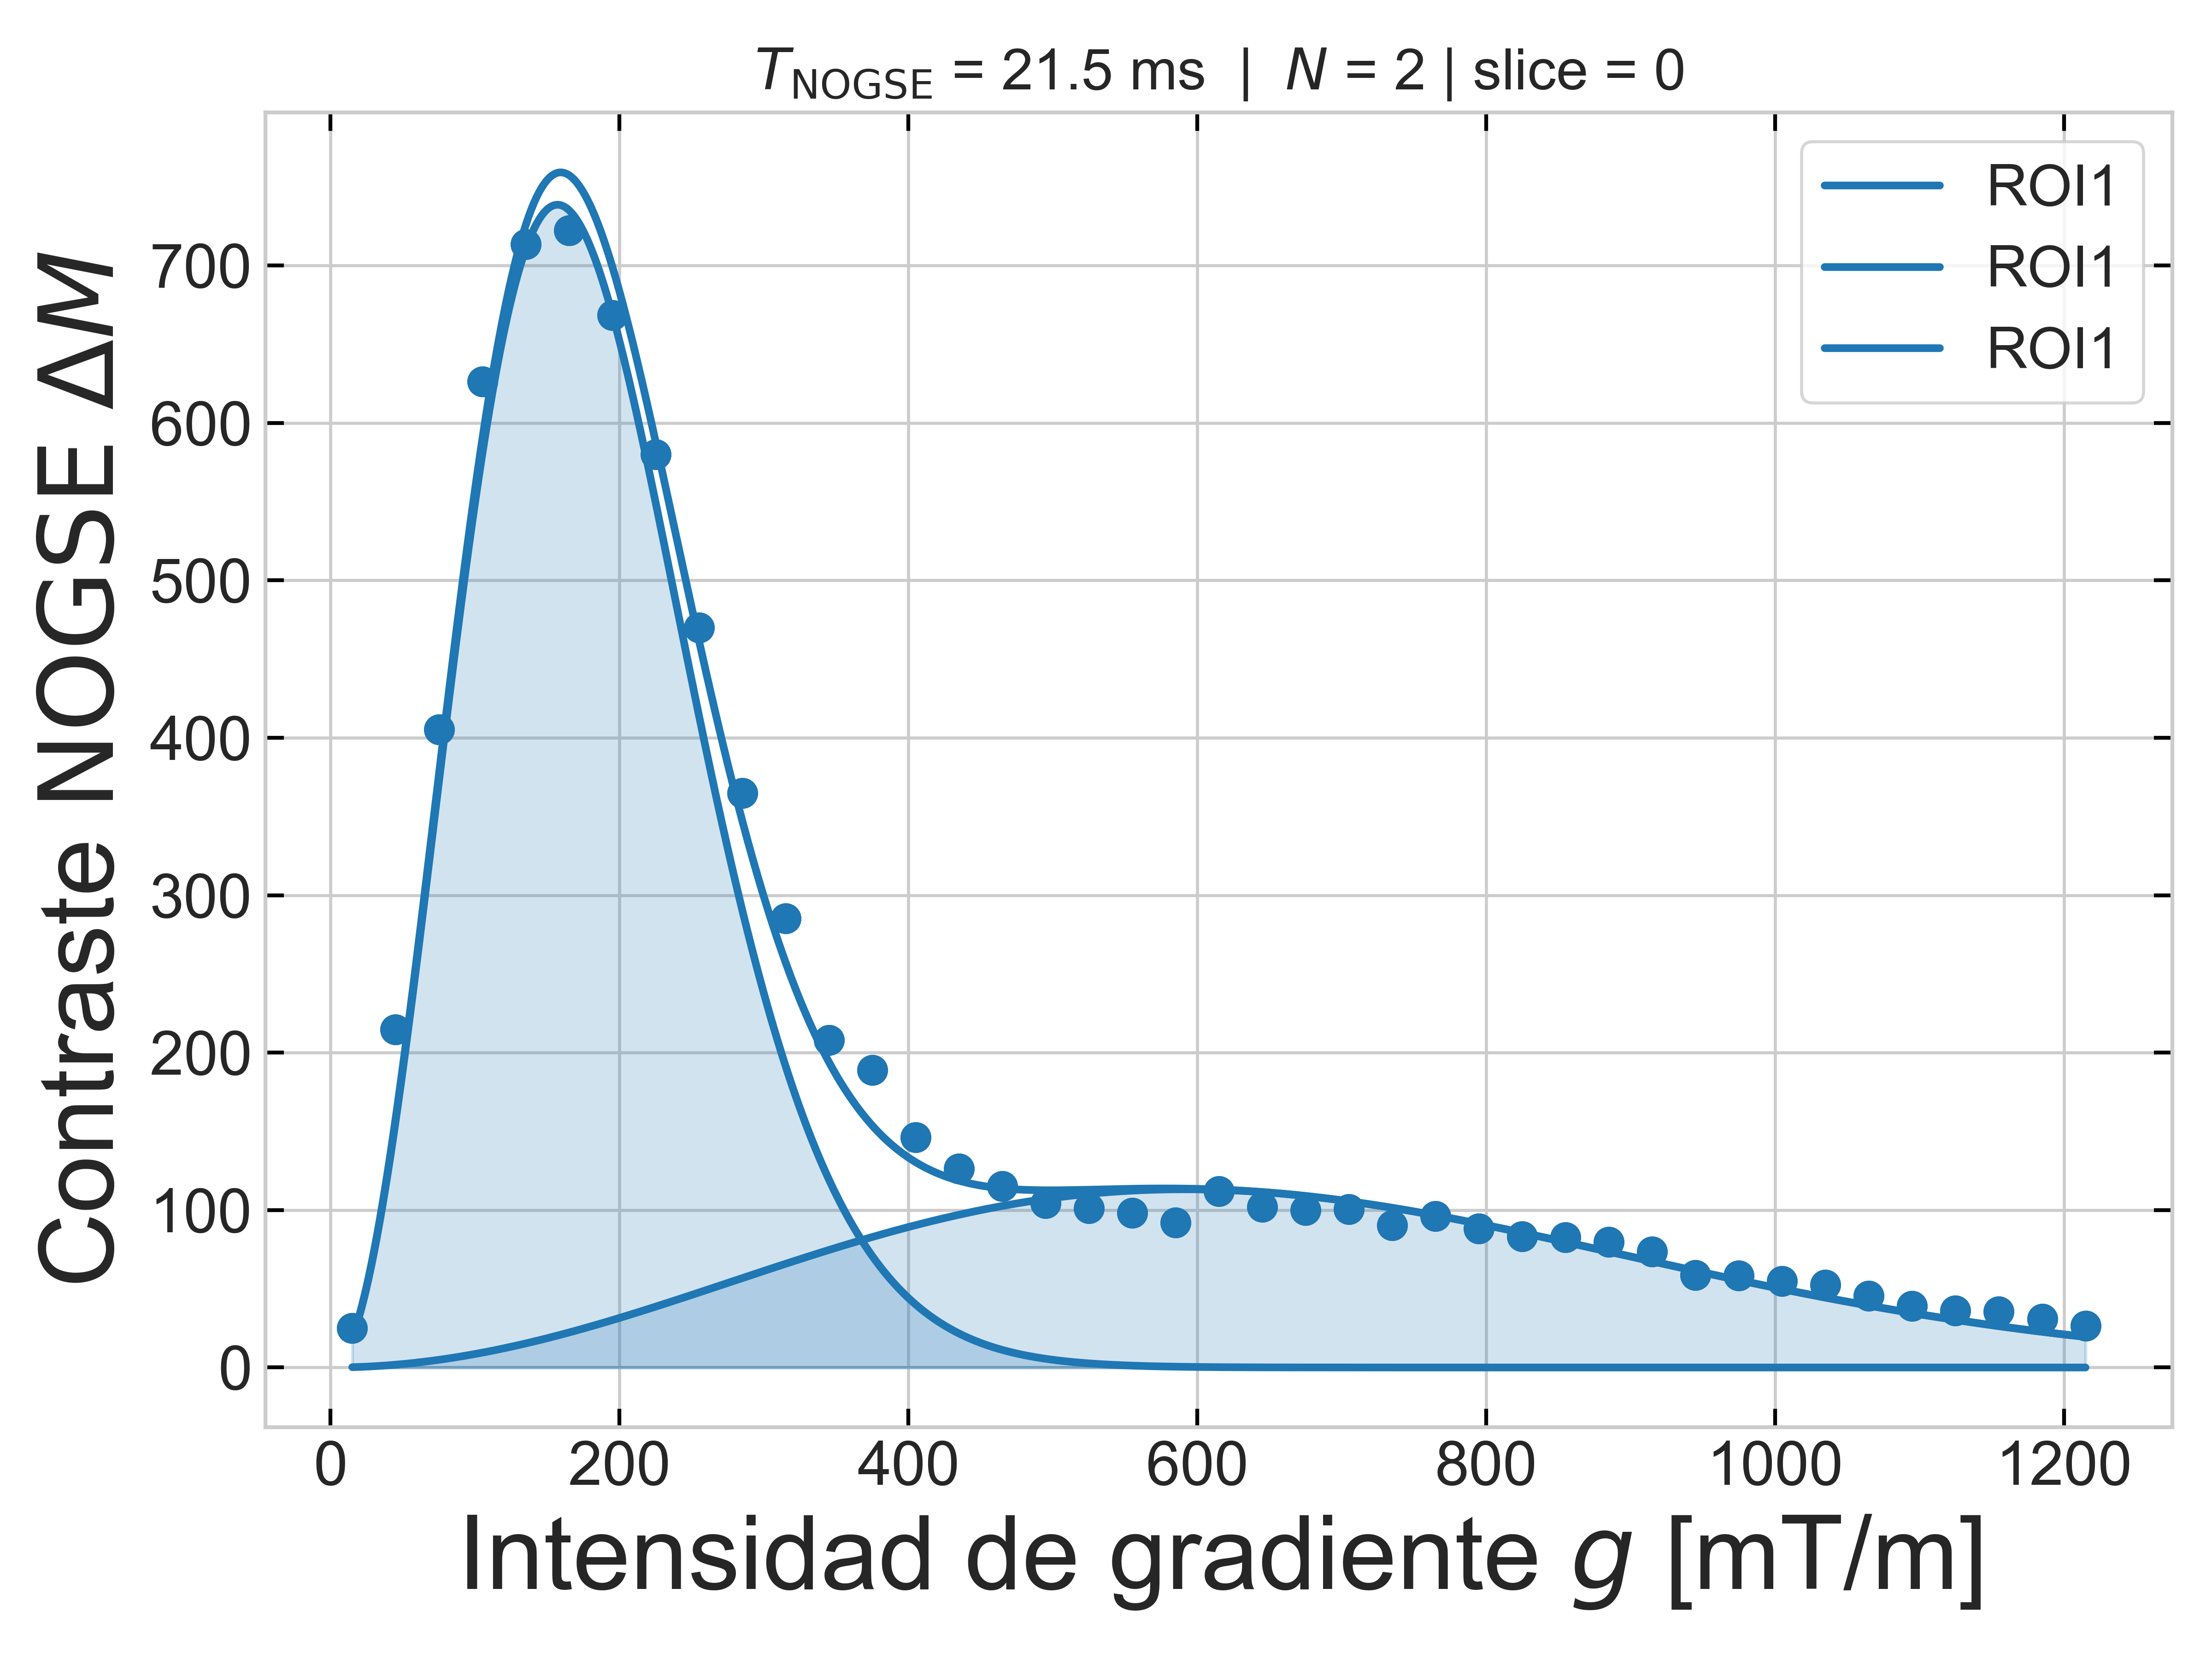 T_NOGSE = 21.5 ms | N = 2 | slice = 0
ROI1
ROI1
ROI1
Contraste NOGSE ΔM
700
600
500
400
300
200
100
0
0 200 400 600 800 1000 1200
Intensidad de gradiente g [mT/m]